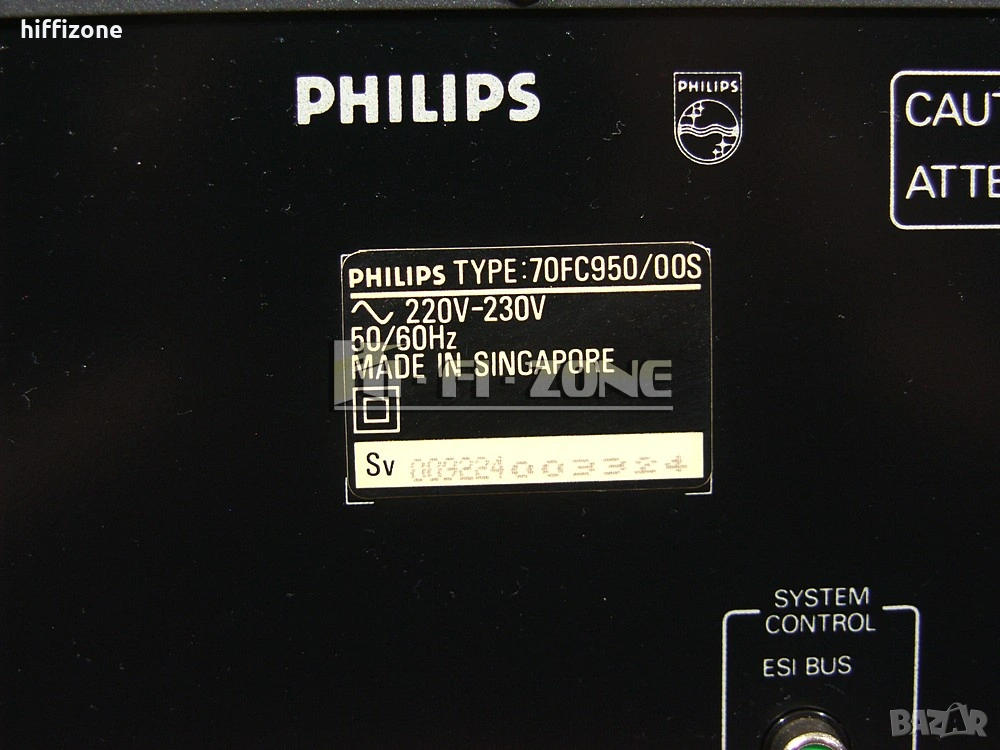 hiffizone
PHILIPS
PHILIPS
CAUT
ATTE
PHILIPS TYPE:70FC950/00S
220V-230V
50/60Hz
MADE IN SINGAPORE
HI-FI-ZONE
Sv
SYSTEM
CONTROL
ESI BUS
BAZAR